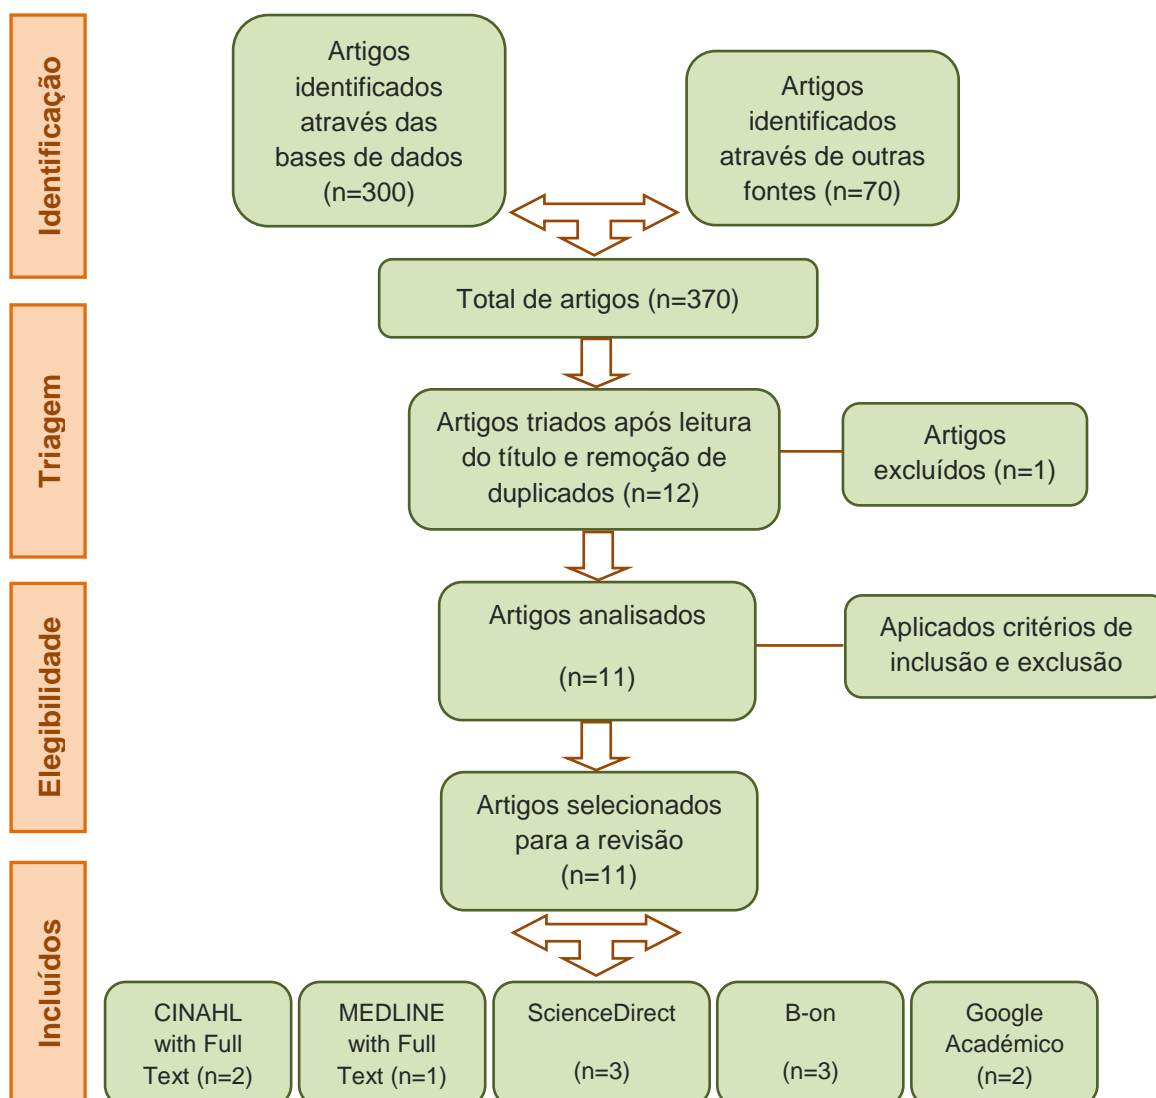 Identificação
Artigos
identificados
através das
bases de dados
(n=300)
Artigos
identificados
através de outras
fontes (n=70)
Total de artigos (n=370)
Triagem
Artigos triados após leitura
do título e remoção de
duplicados (n=12)
Artigos
excluídos (n=1)
Elegibilidade
Artigos analisados
(n=11)
Aplicados critérios de
inclusão e exclusão
Artigos selecionados
para a revisão
(n=11)
Incluídos
CINAHL
with Full
Text (n=2)
MEDLINE
with Full
Text (n=1)
ScienceDirect
(n=3)
B-on
(n=3)
Google
Académico
(n=2)